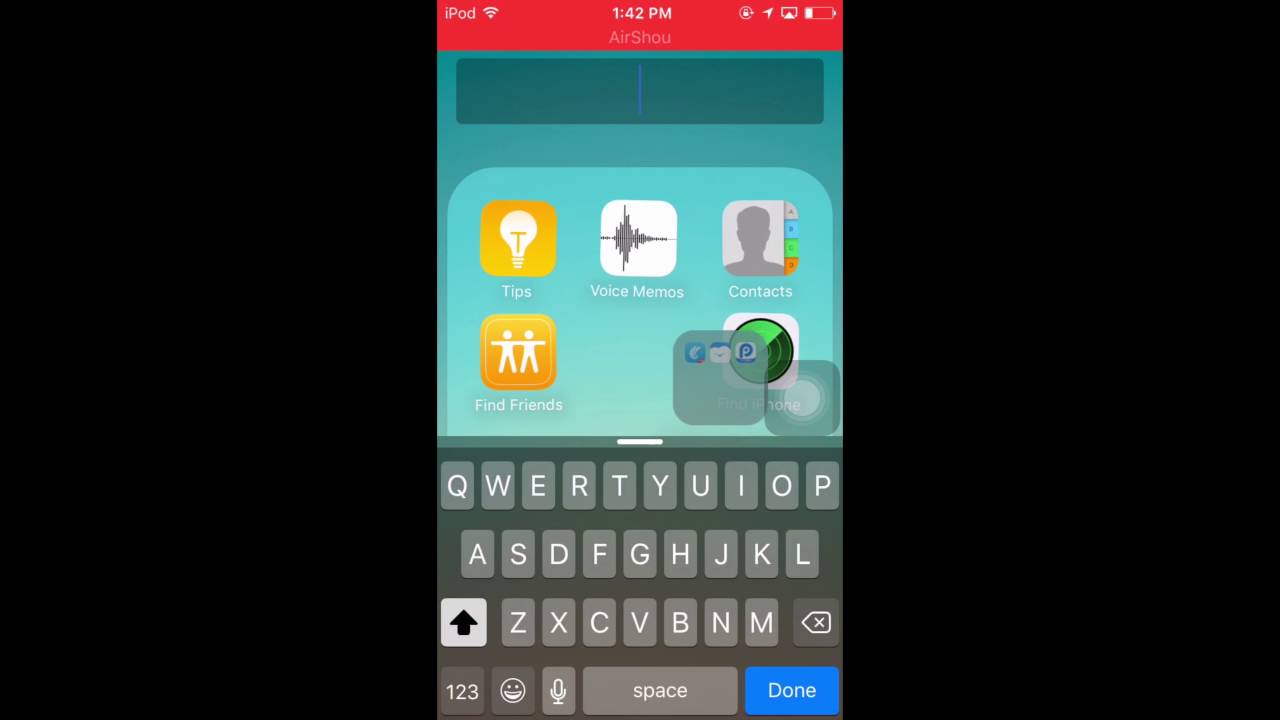 iPod 1:42 PM
AirShou
A
B
C
D
Tips Voice Memos Contacts
Find Friends Find iPhone
Q W E R T Y U I O P
A S D F G H J K L
Z X C V B N M
123 space Done